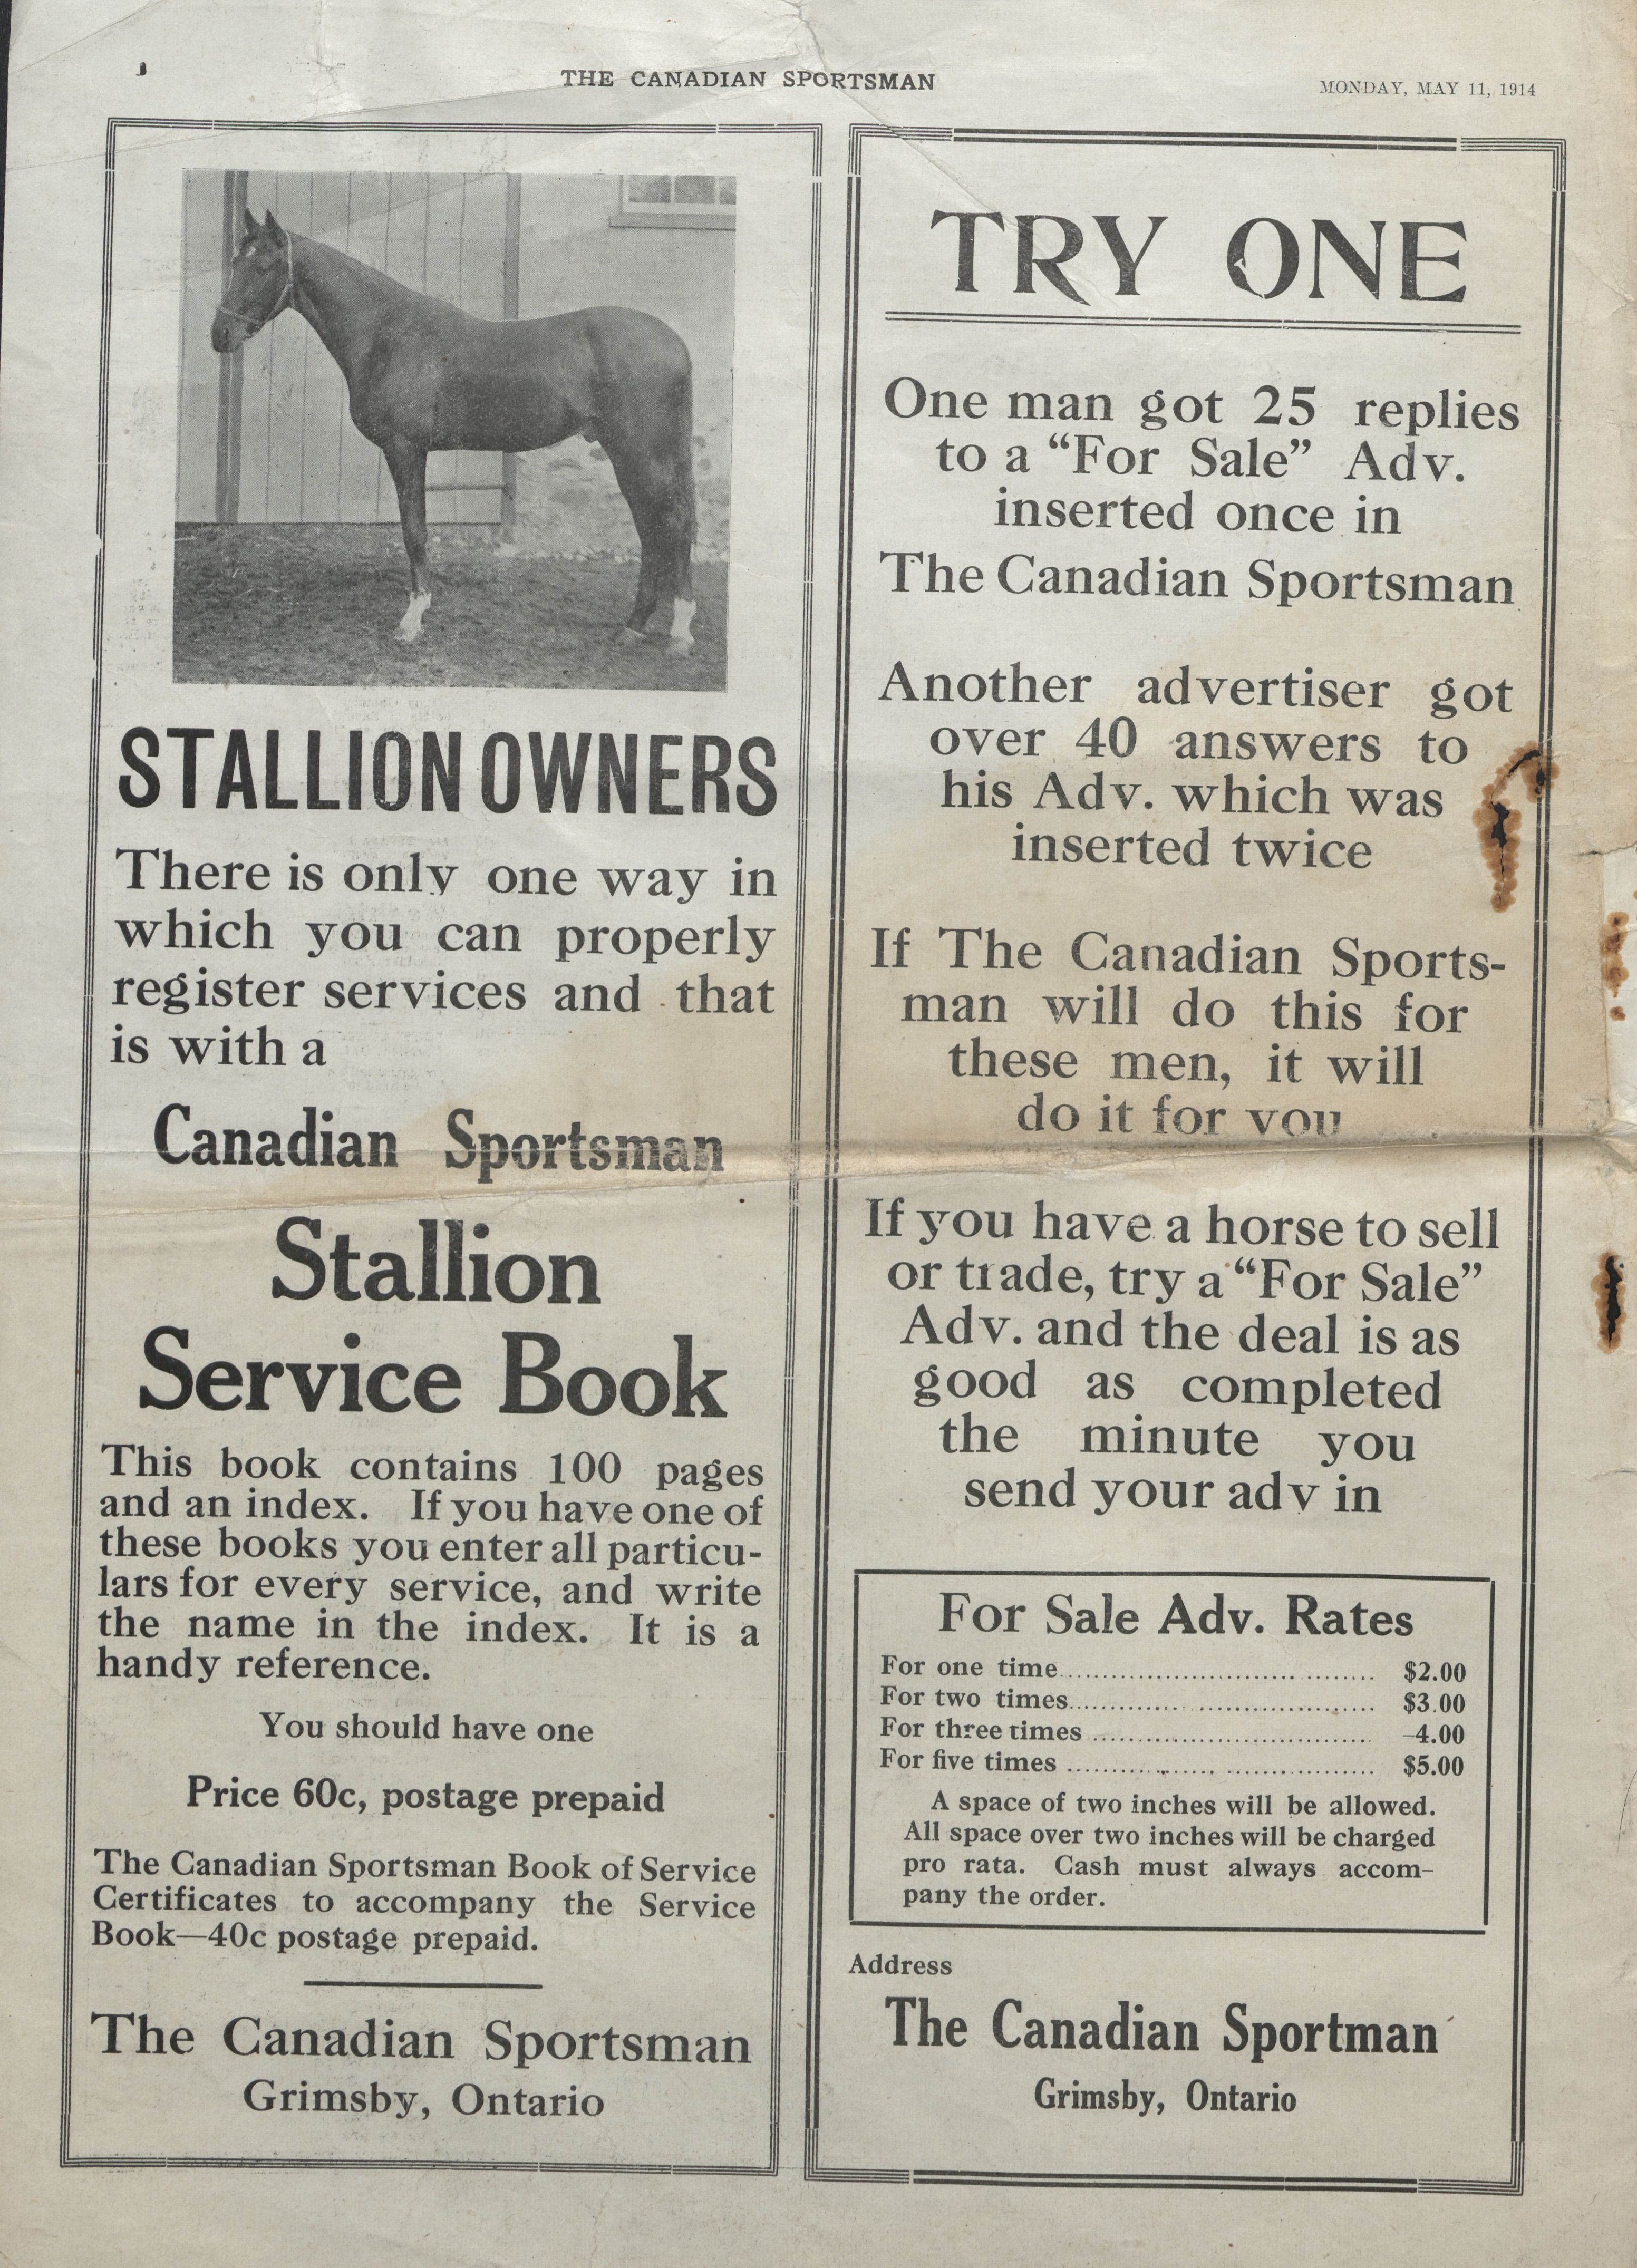 THE CANADIAN SPORTSMAN
MONDAY, MAY 11, 1914
STALLION OWNERS
There is only one way in
which you can properly
register services and that
is with a
Canadian Sportsman
Stallion
Service Book
This book contains 100 pages
and an index. If you have one of
these books you enter all particu-
lars for every service, and write
the name in the index. It is a
handy reference.
You should have one
Price 60c, postage prepaid
The Canadian Sportsman Book of Service
Certificates to accompany the Service
Book—40c postage prepaid.
The Canadian Sportsman
Grimsby, Ontario
TRY ONE
One man got 25 replies
to a “For Sale” Adv.
inserted once in
The Canadian Sportsman
Another advertiser got
over 40 answers to
his Adv. which was
inserted twice
If The Canadian Sports-
man will do this for
these men, it will
do it for you
If you have a horse to sell
or trade, try a “For Sale”
Adv. and the deal is as
good as completed
the minute you
send your adv in
For Sale Adv. Rates
For one time.................................... $2.00
For two times.................................... $3.00
For three times .................................... 4.00
For five times .................................... $5.00
A space of two inches will be allowed.
All space over two inches will be charged
pro rata. Cash must always accom-
pany the order.
Address
The Canadian Sportman
Grimsby, Ontario